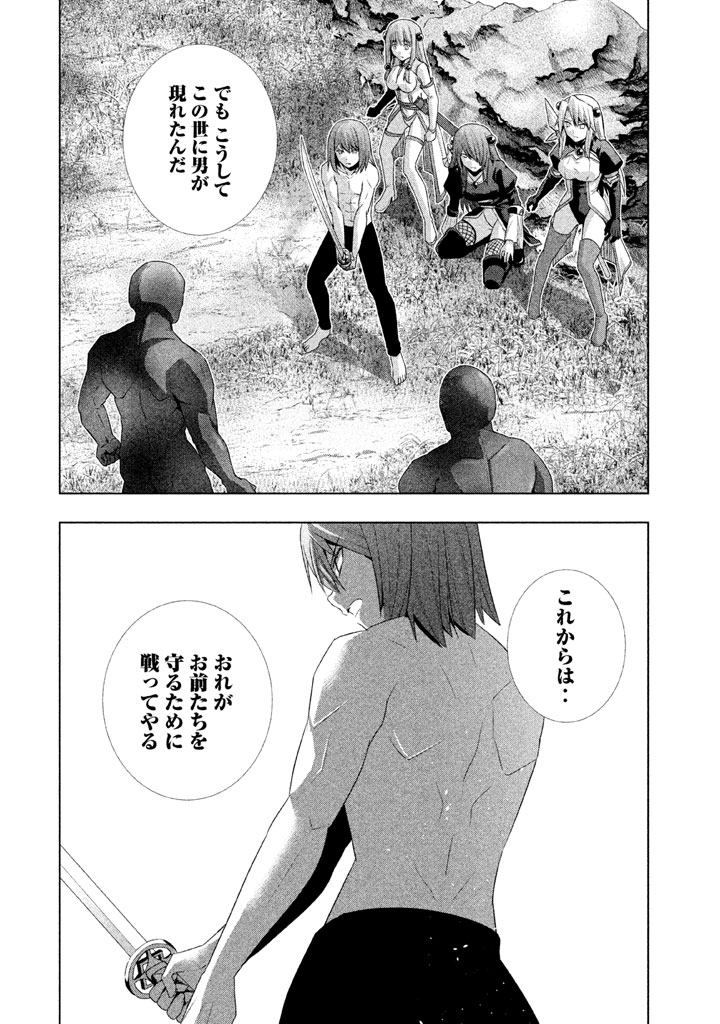 でも こうして
この世に男が
現れたんだ
これからは・・
おれが
お前たちを
守るために
戦ってやる